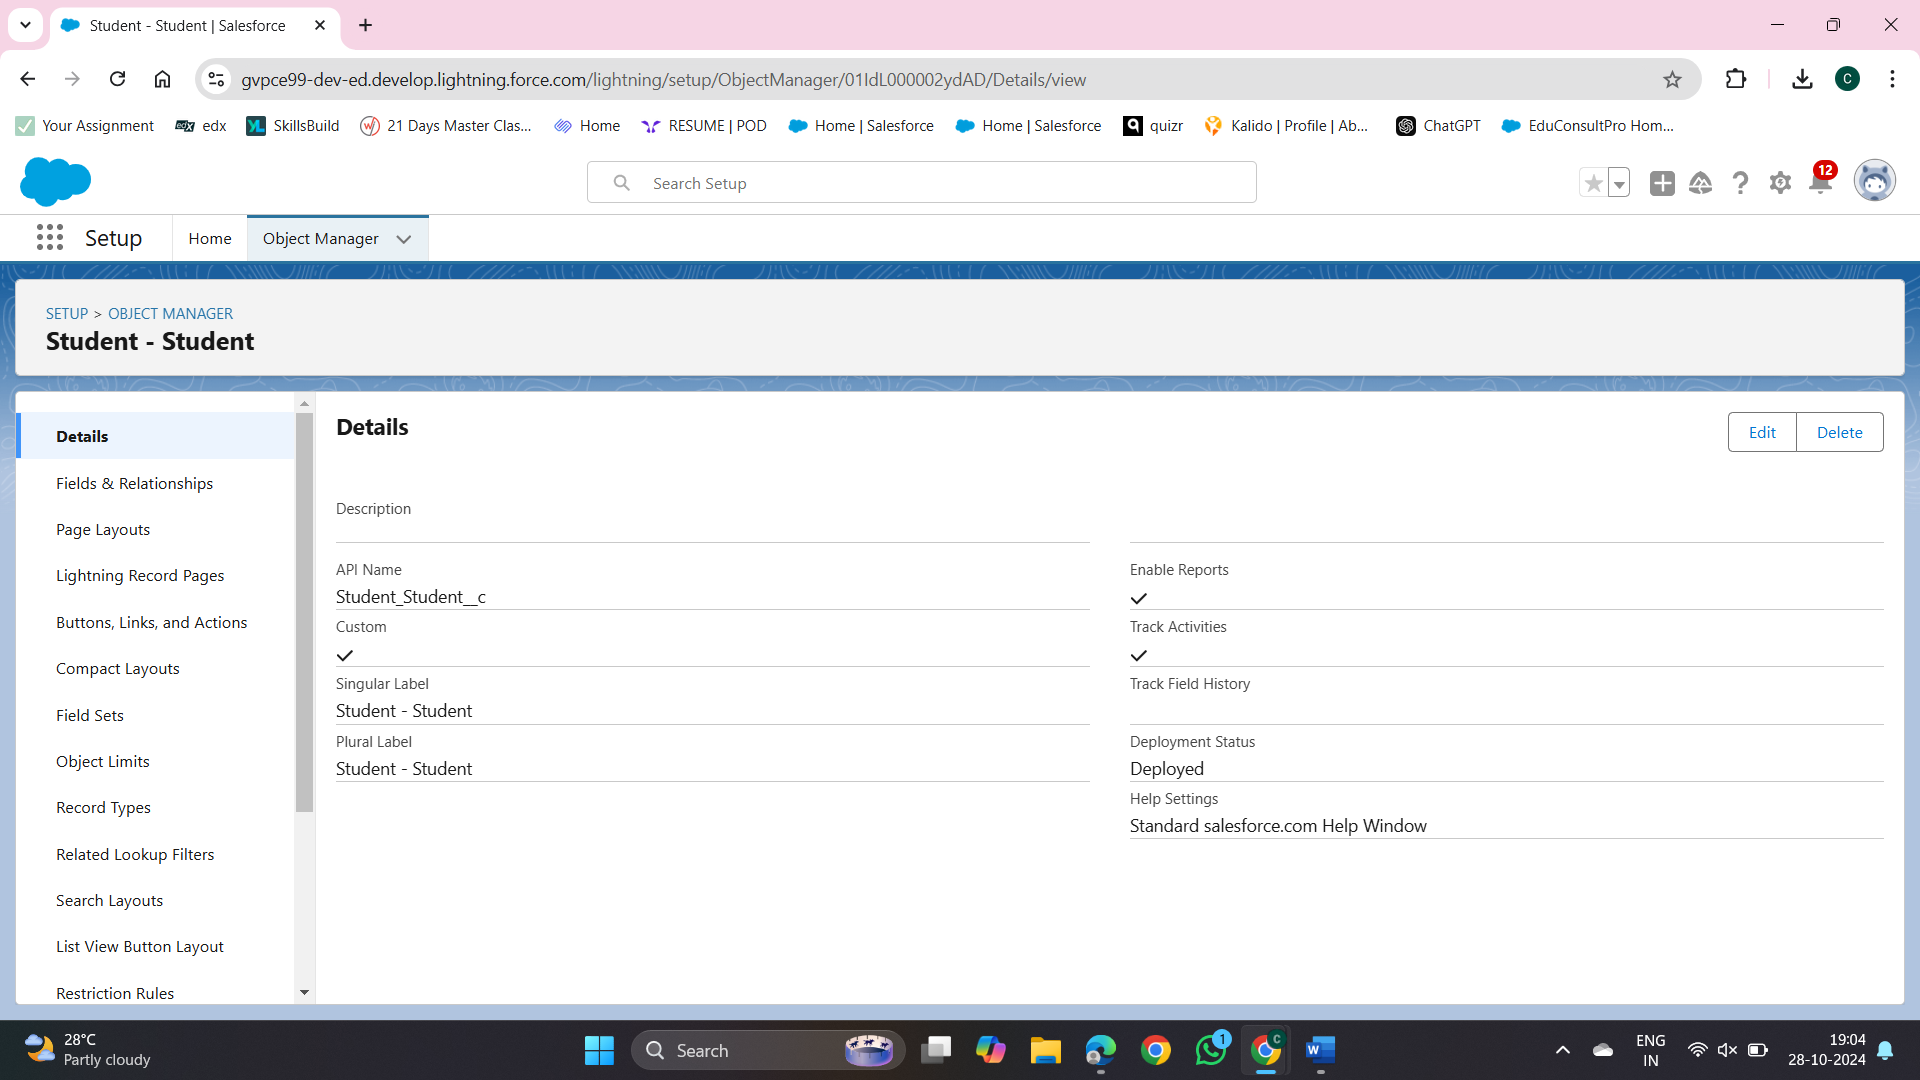 Student - Student | Salesforce
gvpce99-dev-ed.develop.lightning.force.com/lightning/setup/ObjectManager/01IdL000002ydAD/Details/view
C
Your Assignment
edX edx
YL SkillsBuild
21 Days Master Clas...
Home
RESUME | POD
Home | Salesforce
Home | Salesforce
q quizr
Kalido | Profile | Ab...
ChatGPT
EduConsultPro Hom...
Search Setup
12
Setup
Home
Object Manager
SETUP > OBJECT MANAGER
Student - Student
Details
Fields & Relationships
Page Layouts
Lightning Record Pages
Buttons, Links, and Actions
Compact Layouts
Field Sets
Object Limits
Record Types
Related Lookup Filters
Search Layouts
List View Button Layout
Restriction Rules
Details
Edit
Delete
Description
API Name
Student_Student__c
Custom
Singular Label
Student - Student
Plural Label
Student - Student
Enable Reports
Track Activities
Track Field History
Deployment Status
Deployed
Help Settings
Standard salesforce.com Help Window
28°C
Partly cloudy
Search
1
C
W
ENG
IN
19:04
28-10-2024